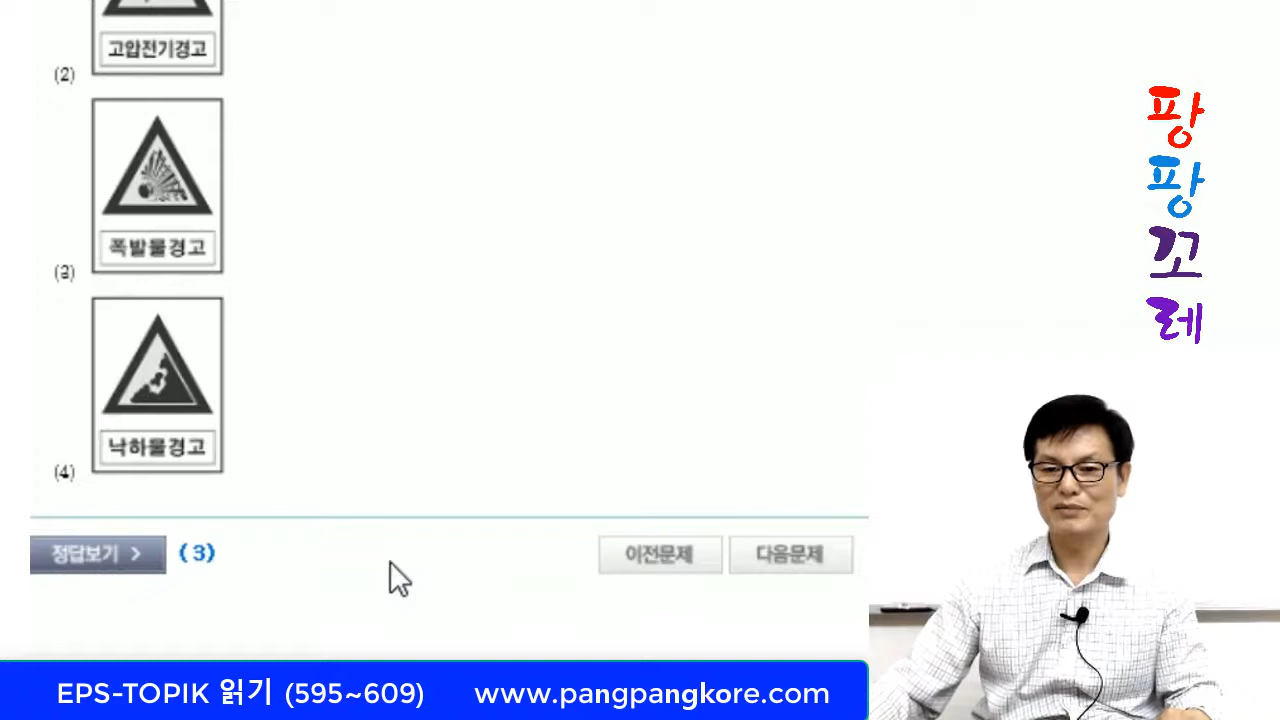 고압전기경고
(2)
폭발물경고
(3)
낙하물경고
(4)
정답보기 >
(3)
이전문제
다음문제
팡
팡
꼬
레
EPS-TOPIK 읽기 (595~609)
www.pangpangkore.com